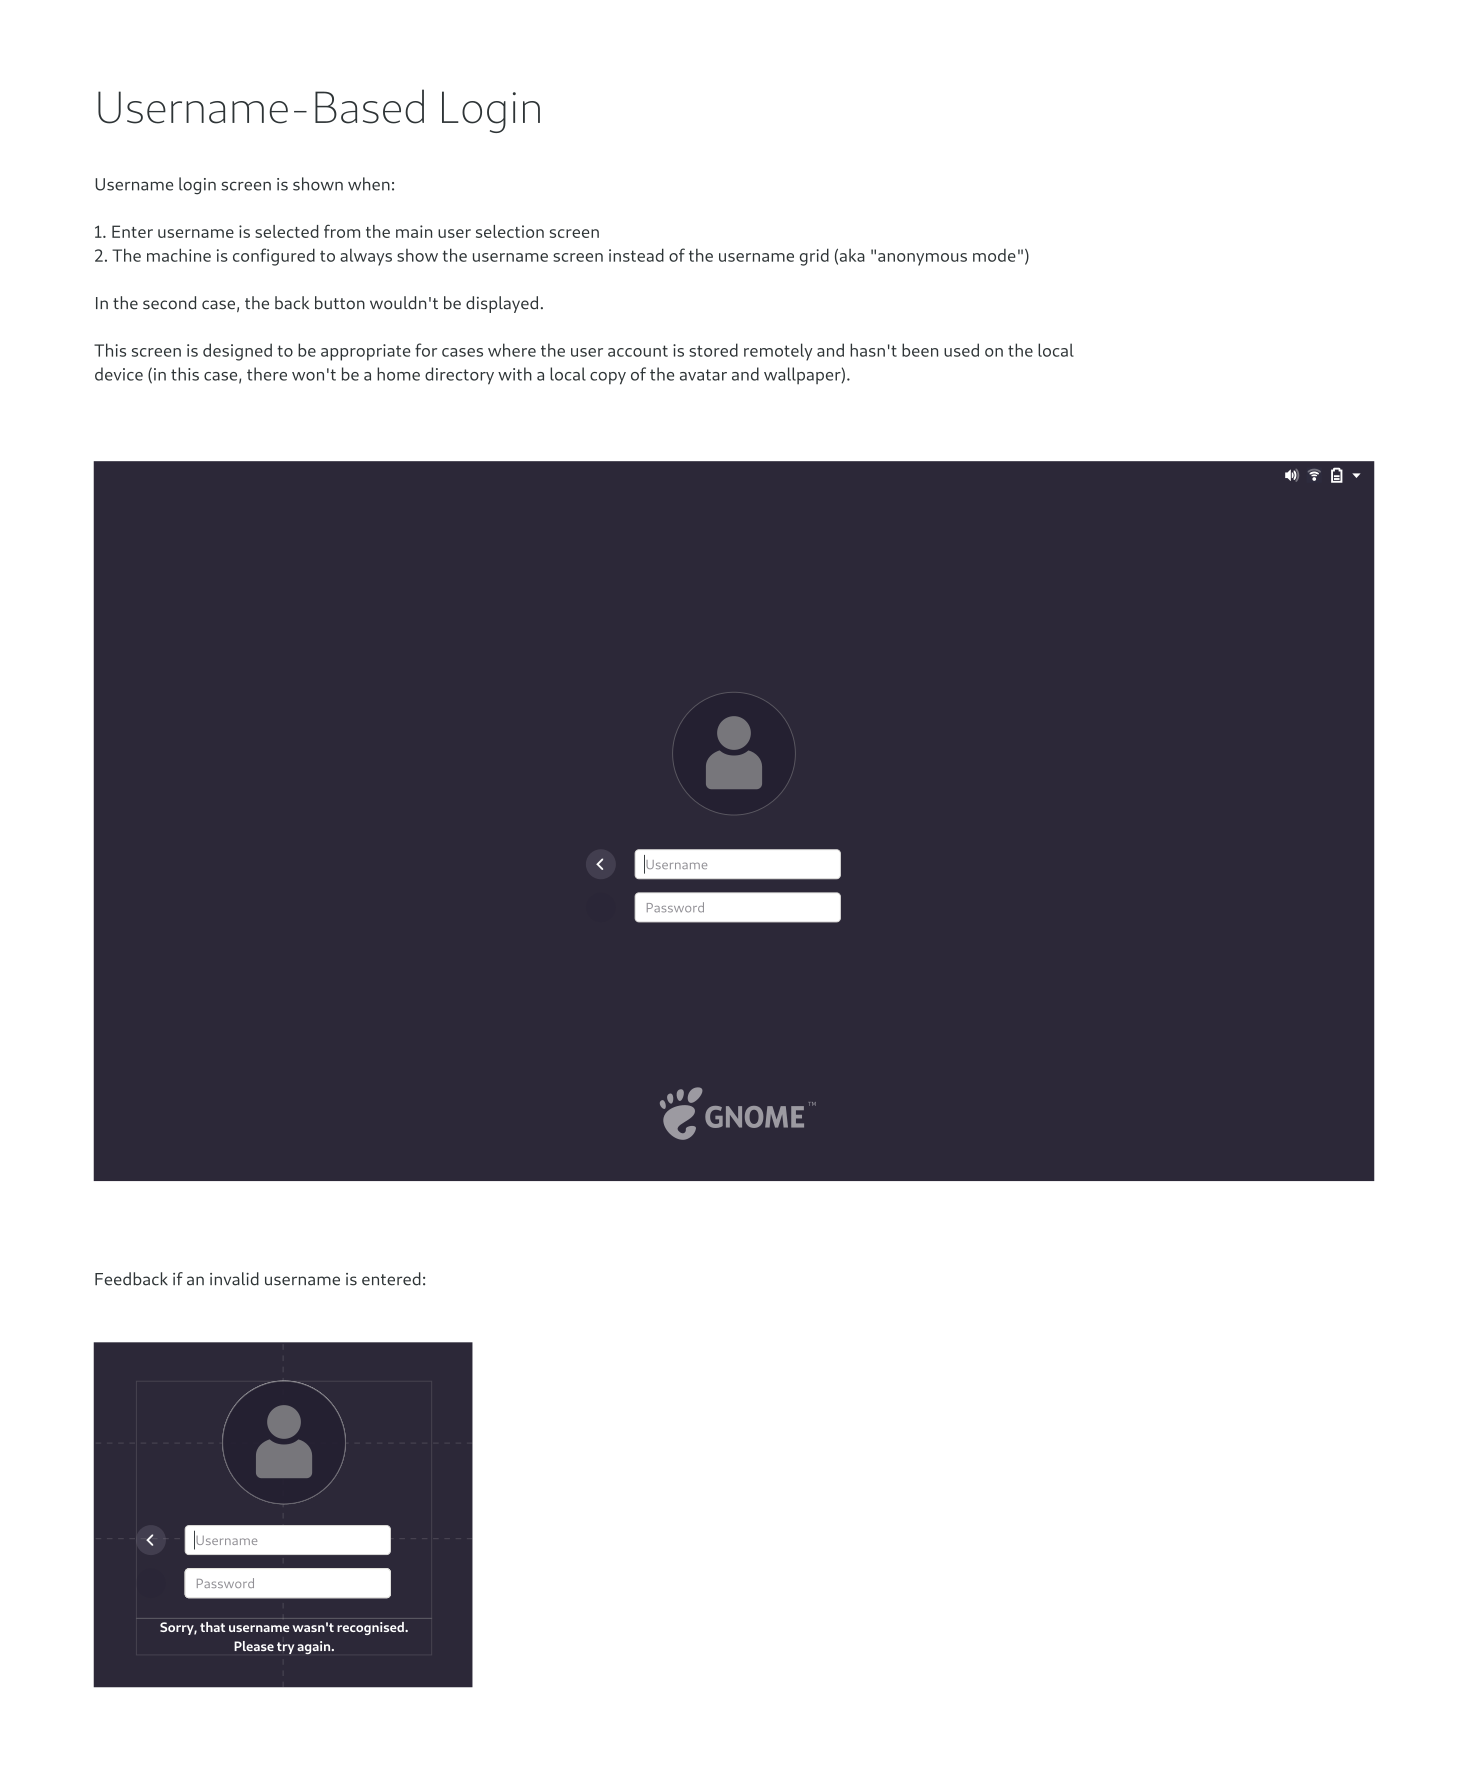 Username-Based Login
Username login screen is shown when:
1. Enter username is selected from the main user selection screen
2. The machine is configured to always show the username screen instead of the username grid (aka "anonymous mode")
In the second case, the back button wouldn't be displayed.
This screen is designed to be appropriate for cases where the user account is stored remotely and hasn't been used on the local
device (in this case, there won't be a home directory with a local copy of the avatar and wallpaper).
Username
Password
GNOME™
Feedback if an invalid username is entered:
Username
Password
Sorry, that username wasn't recognised.
Please try again.